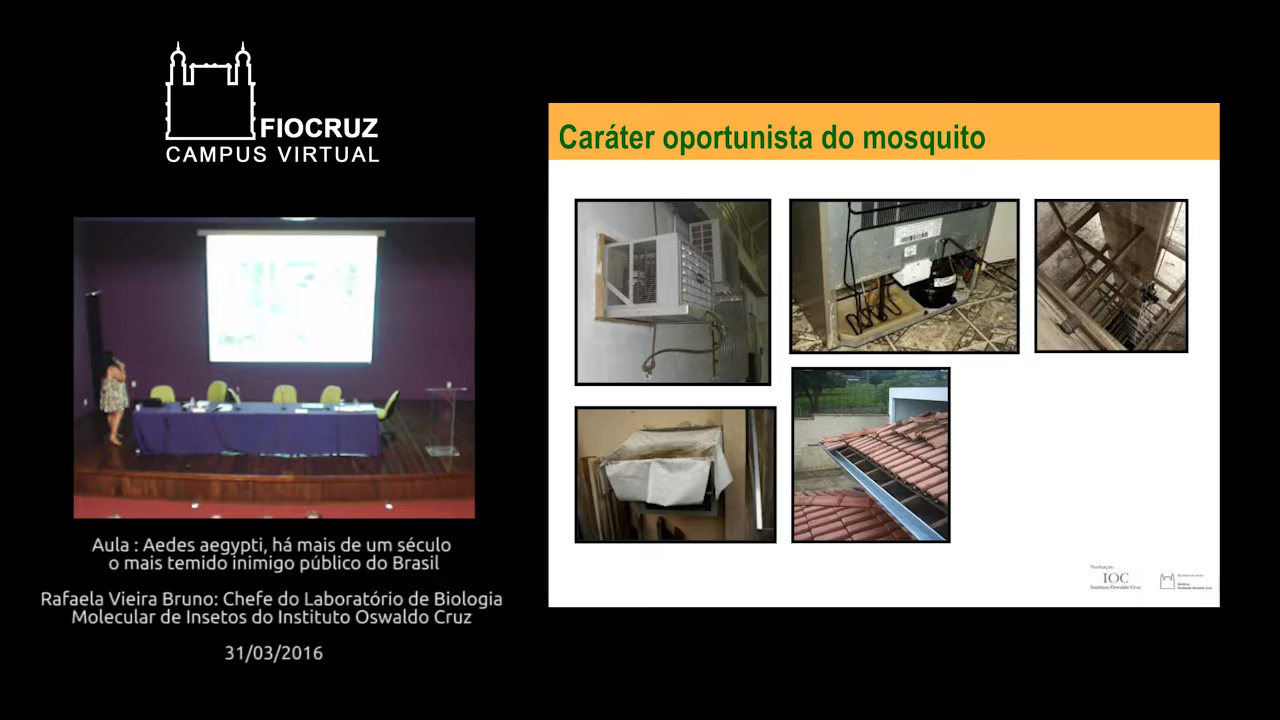 FIOCRUZ
CAMPUS VIRTUAL
Aula : Aedes aegypti, há mais de um século
o mais temido inimigo público do Brasil
Rafaela Vieira Bruno: Chefe do Laboratório de Biologia
Molecular de Insetos do Instituto Oswaldo Cruz
31/03/2016
Caráter oportunista do mosquito
IOC
Instituto Oswaldo Cruz